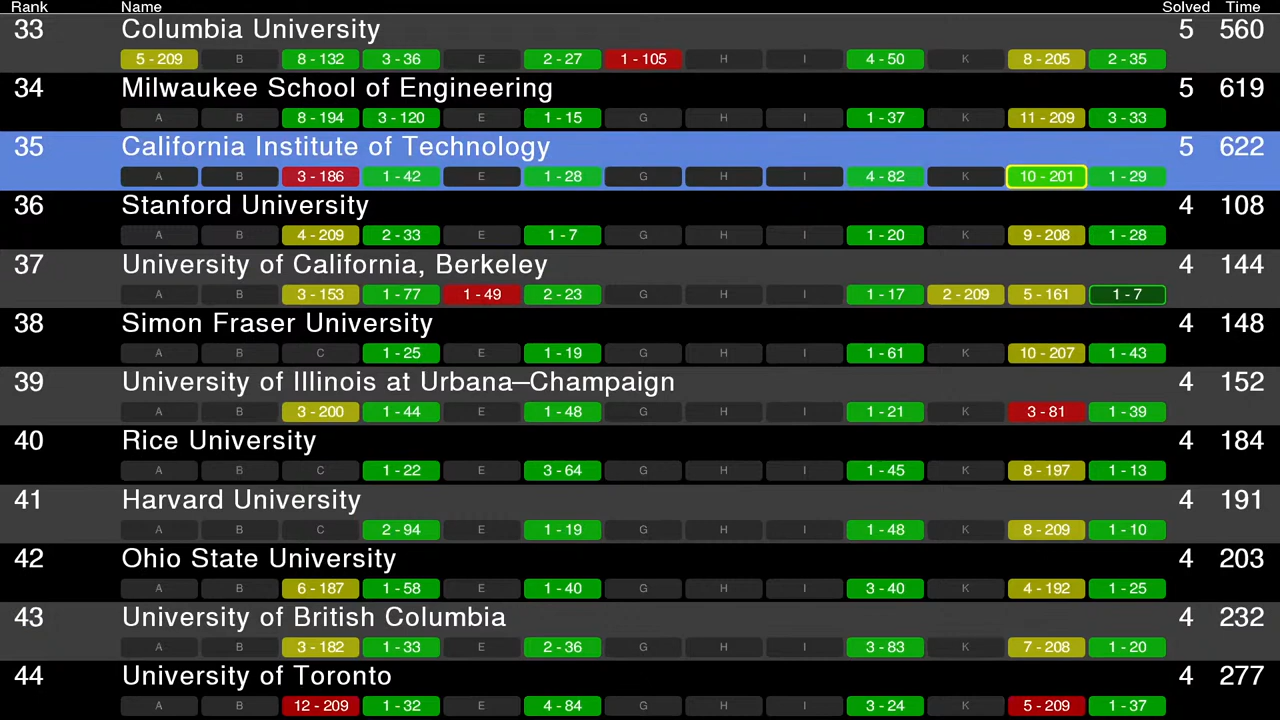 Rank Name Solved Time
33 Columbia University 5 560
5 - 209 B 8 - 132 3 - 36 E 2 - 27 1 - 105 H I 4 - 50 K 8 - 205 2 - 35
34 Milwaukee School of Engineering 5 619
A B 8 - 194 3 - 120 E 1 - 15 G H I 1 - 37 K 11 - 209 3 - 33
35 California Institute of Technology 5 622
A B 3 - 186 1 - 42 E 1 - 28 G H I 4 - 82 K 10 - 201 1 - 29
36 Stanford University 4 108
A B 4 - 209 2 - 33 E 1 - 7 G H I 1 - 20 K 9 - 208 1 - 28
37 University of California, Berkeley 4 144
A B 3 - 153 1 - 77 1 - 49 2 - 23 G H I 1 - 17 2 - 209 5 - 161 1 - 7
38 Simon Fraser University 4 148
A B C 1 - 25 E 1 - 19 G H I 1 - 61 K 10 - 207 1 - 43
39 University of Illinois at Urbana—Champaign 4 152
A B 3 - 200 1 - 44 E 1 - 48 G H I 1 - 21 K 3 - 81 1 - 39
40 Rice University 4 184
A B C 1 - 22 E 3 - 64 G H I 1 - 45 K 8 - 197 1 - 13
41 Harvard University 4 191
A B C 2 - 94 E 1 - 19 G H I 1 - 48 K 8 - 209 1 - 10
42 Ohio State University 4 203
A B 6 - 187 1 - 58 E 1 - 40 G H I 3 - 40 K 4 - 192 1 - 25
43 University of British Columbia 4 232
A B 3 - 182 1 - 33 E 2 - 36 G H I 3 - 83 K 7 - 208 1 - 20
44 University of Toronto 4 277
A B 12 - 209 1 - 32 E 4 - 84 G H I 3 - 24 K 5 - 209 1 - 37